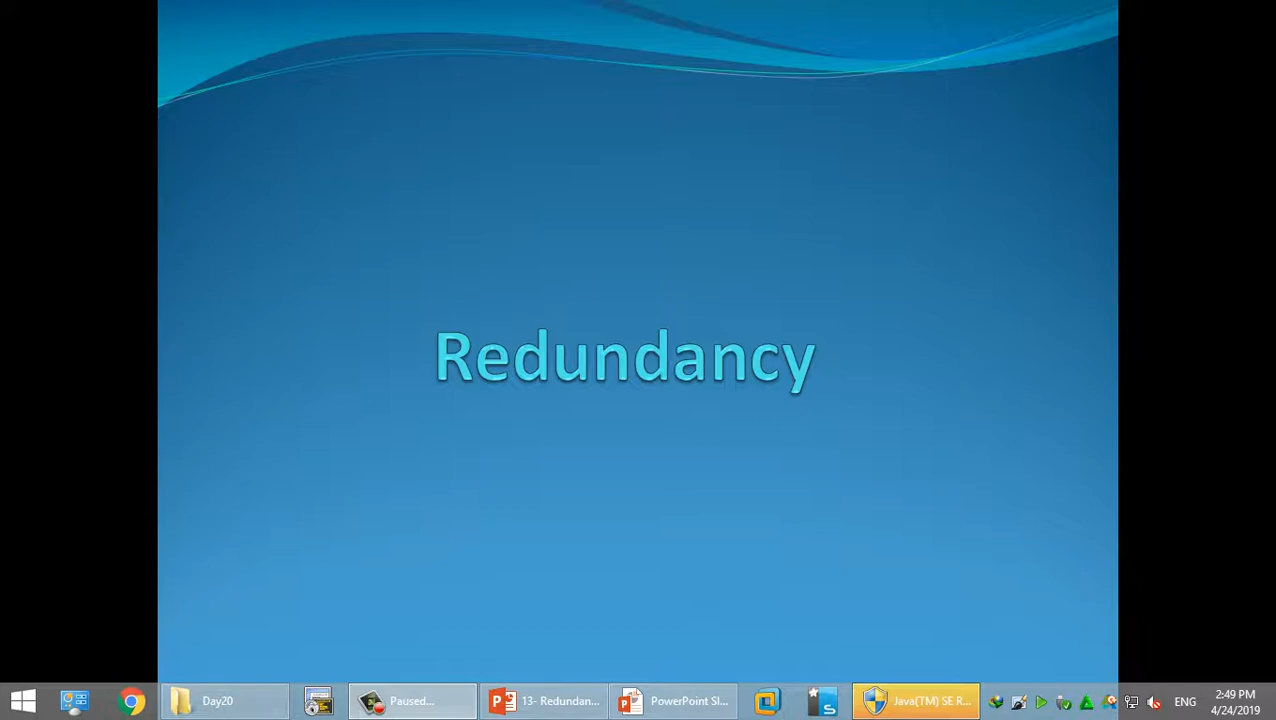 Redundancy
Day20
Paused...
13- Redundan...
PowerPoint Sl...
Java(TM) SE R...
ENG
2:49 PM
4/24/2019